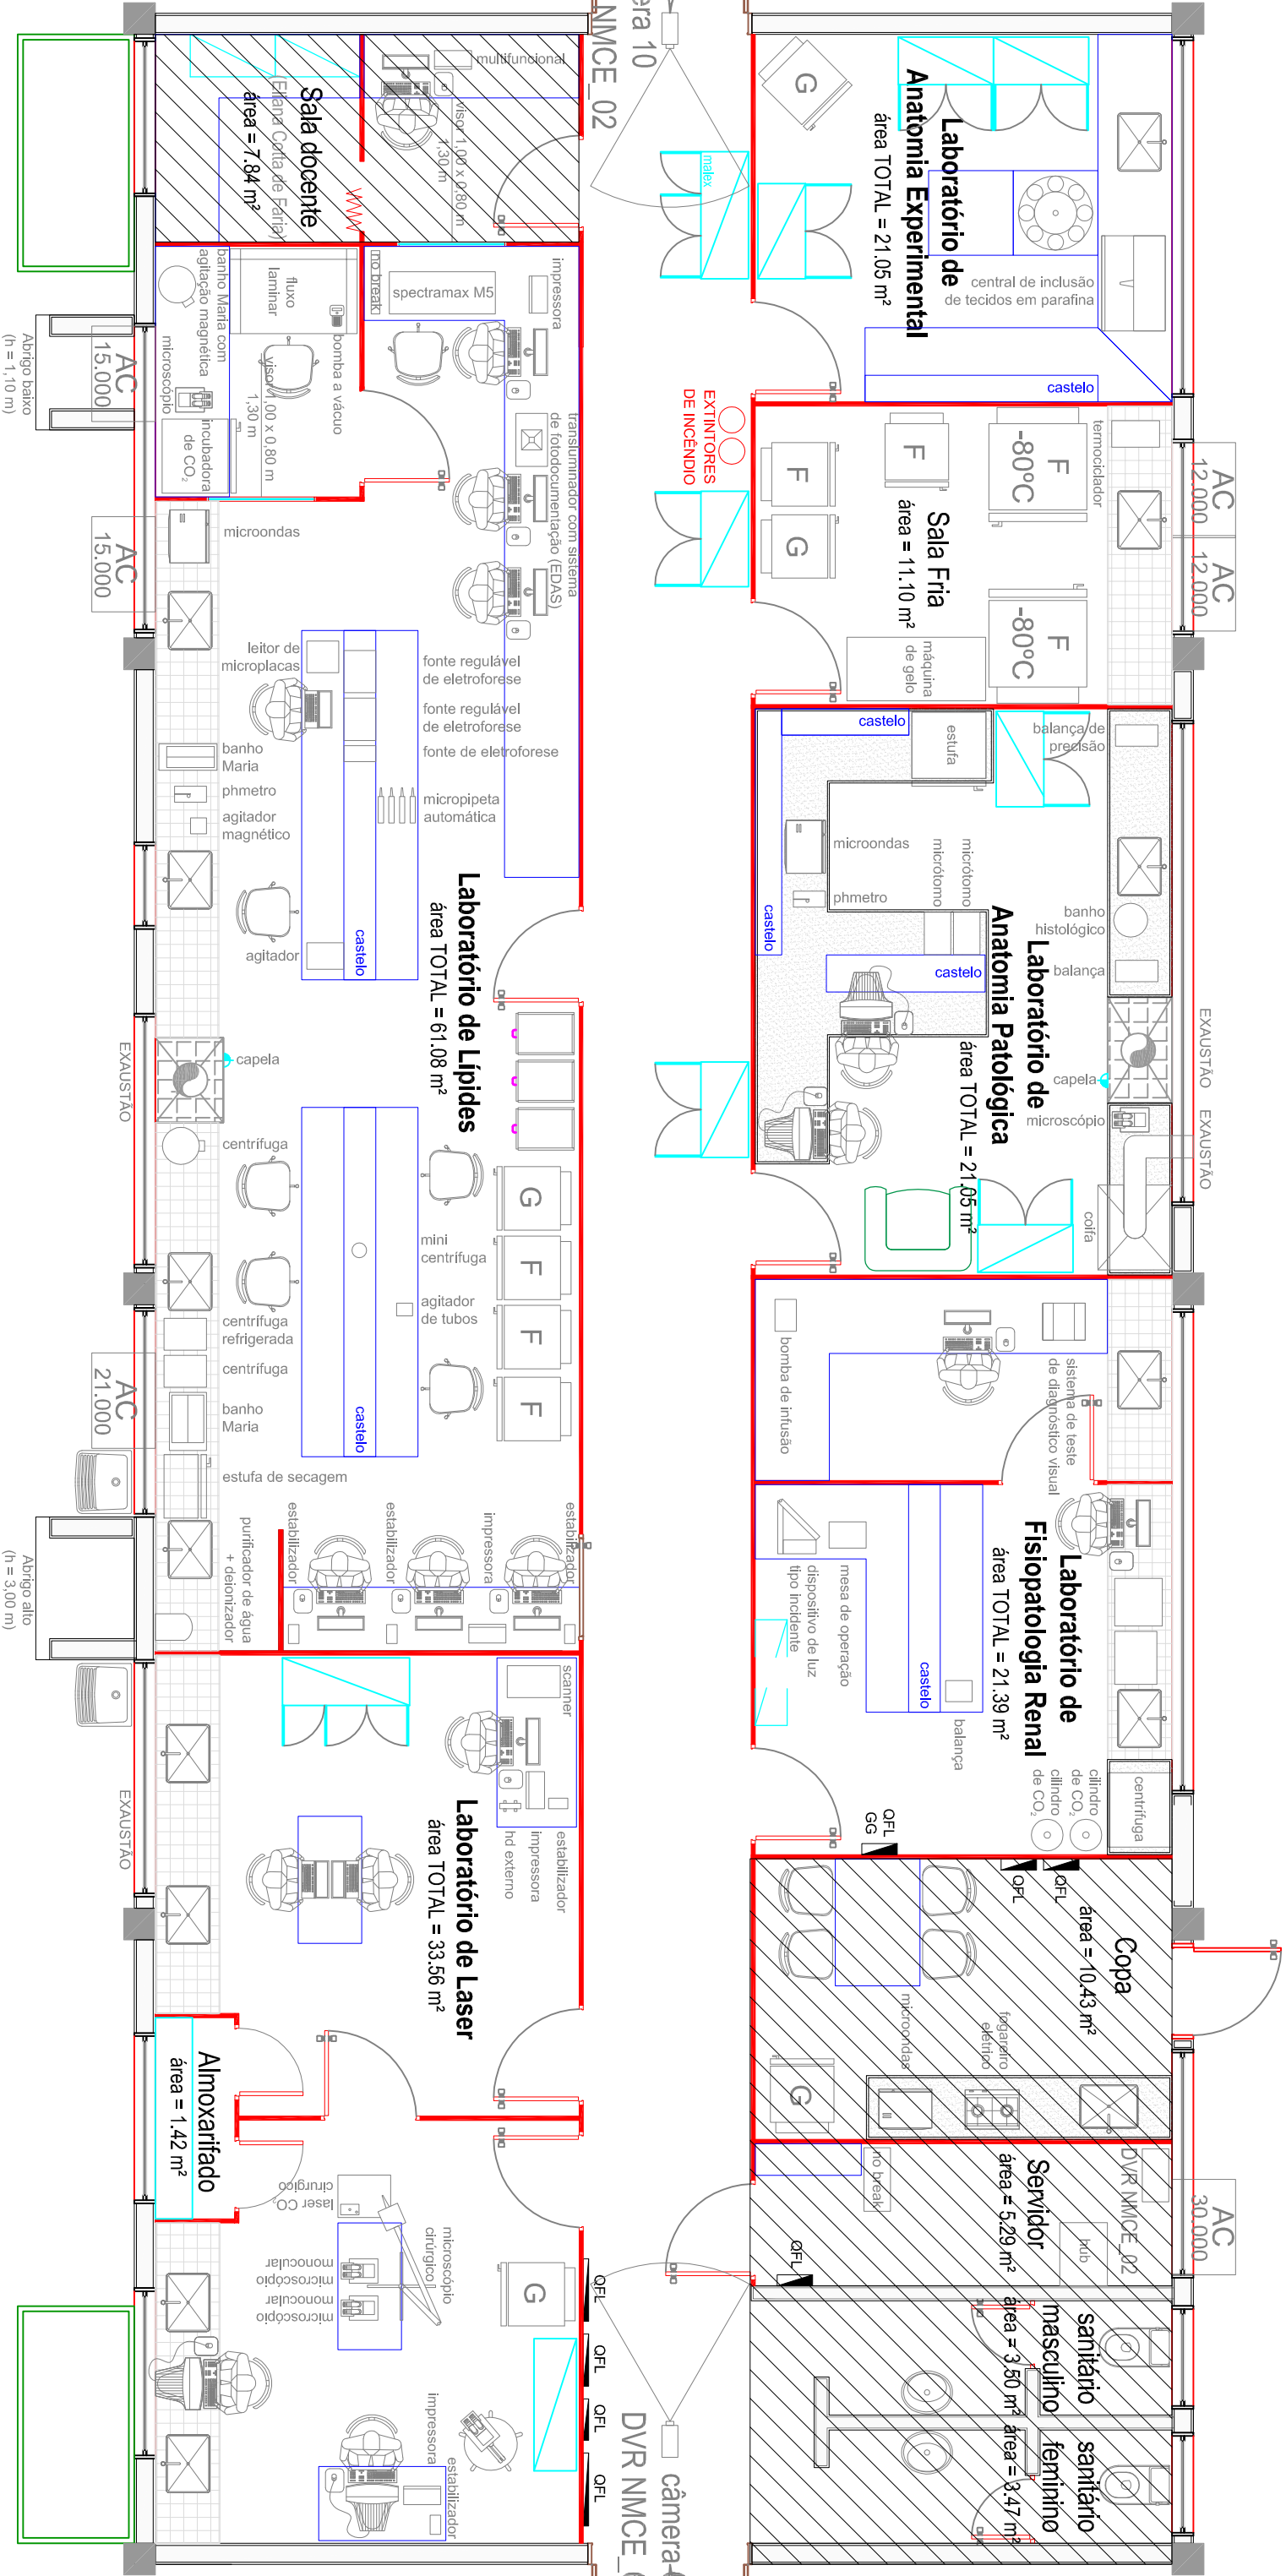 câmera 10
NMCE_02
Sala docente
(Eliana Cotta de Faria)
área = 7.84 m²
multifuncional
visor 1,00 x 0,80 m
1,30 m
Laboratório de
Anatomia Experimental
área TOTAL = 21.05 m²
G
malex
central de inclusão
de tecidos em parafina
castelo
EXTINTORES
DE INCÊNDIO
no break
spectramax M5
impressora
fluxo
laminar
banho Maria com
agitação magnética
microscópio
bomba a vácuo
visor 1,00 x 0,80 m
1,30 m
incubadora
de CO₂
transluminador com sistema
de fotodocumentação (EDAS)
AC
15.000
Abrigo baixo
(h = 1,10 m)
AC
15.000
AC
12.000
AC
12.000
termociclador
F
-80ºC
F
-80ºC
F
F
G
Sala Fria
área = 11.10 m²
máquina
de gelo
microondas
leitor de
microplacas
fonte regulável
de eletroforese
fonte regulável
de eletroforese
fonte de eletroforese
banho
Maria
phmetro
agitador
magnético
micropipeta
automática
agitador
castelo
Laboratório de Lípides
área TOTAL = 61.08 m²
castelo
estufa
balança de
precisão
microondas
phmetro
micrótomo
micrótomo
castelo
castelo
banho
histológico
balança
Laboratório de
Anatomia Patológica
área TOTAL = 21.05 m²
capela
microscópio
coifa
EXAUSTÃO
EXAUSTÃO
EXAUSTÃO
capela
centrífuga
G
F
F
F
mini
centrífuga
agitador
de tubos
centrífuga
refrigerada
centrífuga
banho
Maria
castelo
estufa de secagem
AC
21.000
Abrigo alto
(h = 3,00 m)
purificador de água
+ deionizador
estabilizador
estabilizador
impressora
estabilizador
bomba de infusão
sistema de teste
de diagnóstico visual
Laboratório de
Fisiopatologia Renal
área TOTAL = 21.39 m²
dispositivo de luz
tipo incidente
mesa de operação
castelo
balança
cilindro
de CO₂
cilindro
de CO₂
centrífuga
QFL
GG
QFL
QFL
scanner
estabilizador
impressora
hd externo
Laboratório de Laser
área TOTAL = 33.56 m²
EXAUSTÃO
Copa
área = 10.43 m²
microondas
fogareiro
elétrico
G
Almoxarifado
área = 1.42 m²
laser CO₂
cirurgico
microscópio
cirúrgico
microscópio
monocular
microscópio
monocular
G
QFL
QFL
QFL
QFL
impressora
estabilizador
no break
Servidor
área = 5.29 m²
DVR NMCE_02
hub
QFL
AC
30.000
sanitário
masculino
área = 3.50 m²
sanitário
feminino
área = 3.47 m²
câmera
DVR NMCE